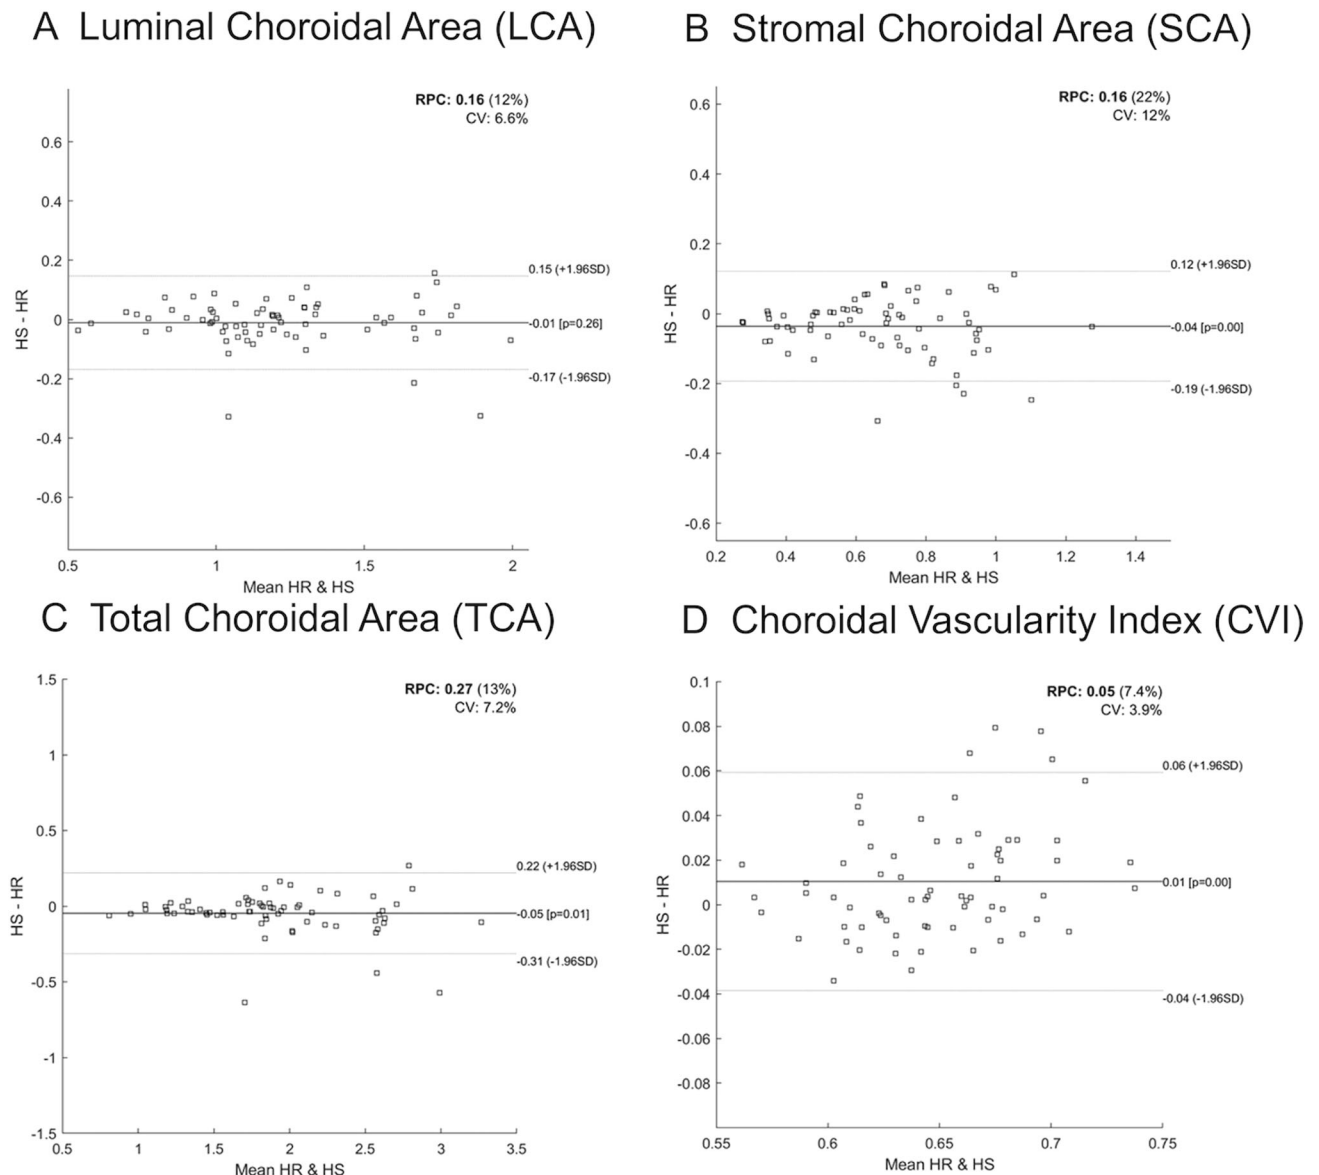 A Luminal Choroidal Area (LCA)
RPC: 0.16 (12%)
CV: 6.6%
0.6
0.4
0.2
0
-0.2
-0.4
-0.6
HS - HR
0.15 (+1.96SD)
-0.01 [p=0.26]
-0.17 (-1.96SD)
0.5 1 1.5 2
Mean HR & HS
B Stromal Choroidal Area (SCA)
RPC: 0.16 (22%)
CV: 12%
0.6
0.4
0.2
0
-0.2
-0.4
-0.6
HS - HR
0.12 (+1.96SD)
-0.04 [p=0.00]
-0.19 (-1.96SD)
0.2 0.4 0.6 0.8 1 1.2 1.4
Mean HR & HS
C Total Choroidal Area (TCA)
RPC: 0.27 (13%)
CV: 7.2%
1.5
1
0.5
0
-0.5
-1
-1.5
HS - HR
0.22 (+1.96SD)
-0.05 [p=0.01]
-0.31 (-1.96SD)
0.5 1 1.5 2 2.5 3 3.5
Mean HR & HS
D Choroidal Vascularity Index (CVI)
RPC: 0.05 (7.4%)
CV: 3.9%
0.1
0.08
0.06
0.04
0.02
0
-0.02
-0.04
-0.06
-0.08
HS - HR
0.06 (+1.96SD)
0.01 [p=0.00]
-0.04 (-1.96SD)
0.55 0.6 0.65 0.7 0.75
Mean HR & HS